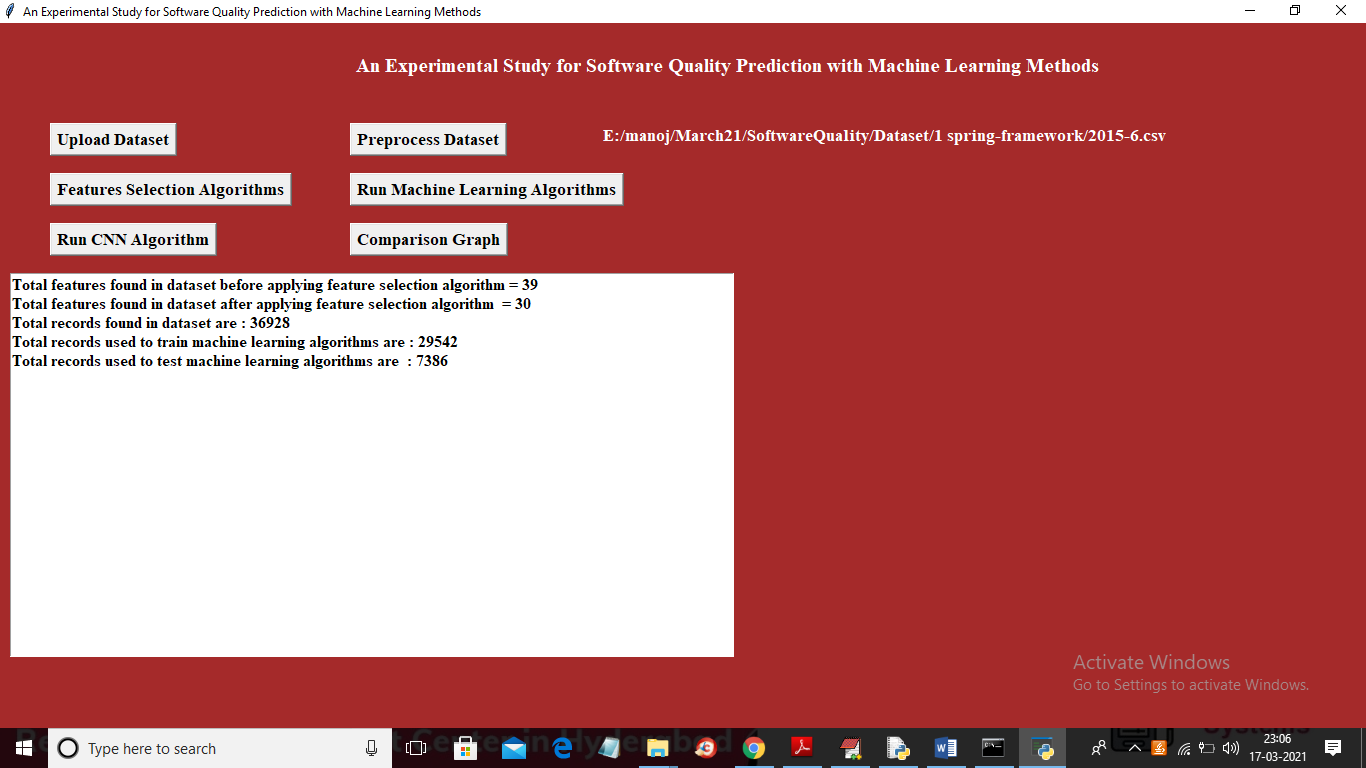 An Experimental Study for Software Quality Prediction with Machine Learning Methods
An Experimental Study for Software Quality Prediction with Machine Learning Methods
Upload Dataset
Preprocess Dataset
E:/manoj/March21/SoftwareQuality/Dataset/1 spring-framework/2015-6.csv
Features Selection Algorithms
Run Machine Learning Algorithms
Run CNN Algorithm
Comparison Graph
Total features found in dataset before applying feature selection algorithm = 39
Total features found in dataset after applying feature selection algorithm  = 30
Total records found in dataset are : 36928
Total records used to train machine learning algorithms are : 29542
Total records used to test machine learning algorithms are  : 7386
Activate Windows
Go to Settings to activate Windows.
Type here to search
23:06
17-03-2021